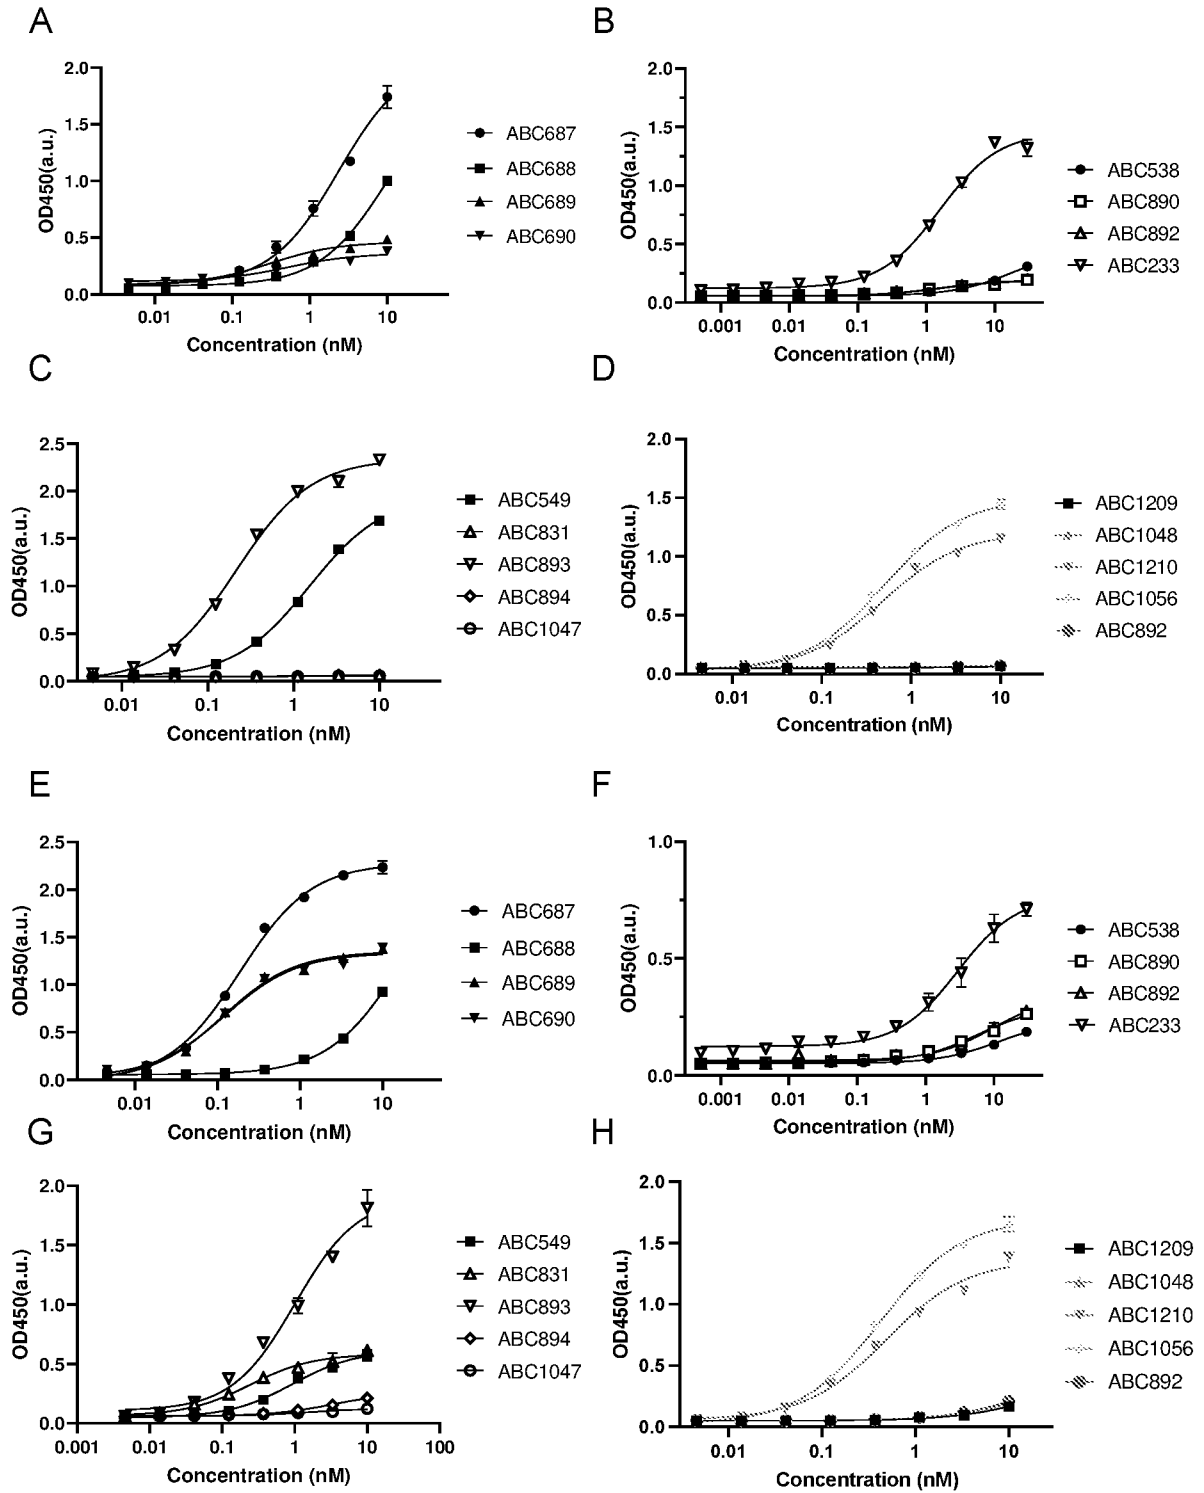 A
2.0
1.5
1.0
0.5
0.0
OD450(a.u.)
0.01 0.1 1 10
Concentration (nM)
ABC687
ABC688
ABC689
ABC690
B
2.0
1.5
1.0
0.5
0.0
OD450(a.u.)
0.001 0.01 0.1 1 10
Concentration (nM)
ABC538
ABC890
ABC892
ABC233
C
2.5
2.0
1.5
1.0
0.5
0.0
OD450(a.u.)
0.01 0.1 1 10
Concentration (nM)
ABC549
ABC831
ABC893
ABC894
ABC1047
D
2.0
1.5
1.0
0.5
0.0
OD450(a.u.)
0.01 0.1 1 10
Concentration (nM)
ABC1209
ABC1048
ABC1210
ABC1056
ABC892
E
2.5
2.0
1.5
1.0
0.5
0.0
OD450(a.u.)
0.01 0.1 1 10
Concentration (nM)
ABC687
ABC688
ABC689
ABC690
F
1.0
0.5
0.0
OD450(a.u.)
0.001 0.01 0.1 1 10
Concentration (nM)
ABC538
ABC890
ABC892
ABC233
G
2.0
1.5
1.0
0.5
0.0
OD450(a.u.)
0.001 0.01 0.1 1 10 100
Concentration (nM)
ABC549
ABC831
ABC893
ABC894
ABC1047
H
2.0
1.5
1.0
0.5
0.0
OD450(a.u.)
0.01 0.1 1 10
Concentration (nM)
ABC1209
ABC1048
ABC1210
ABC1056
ABC892